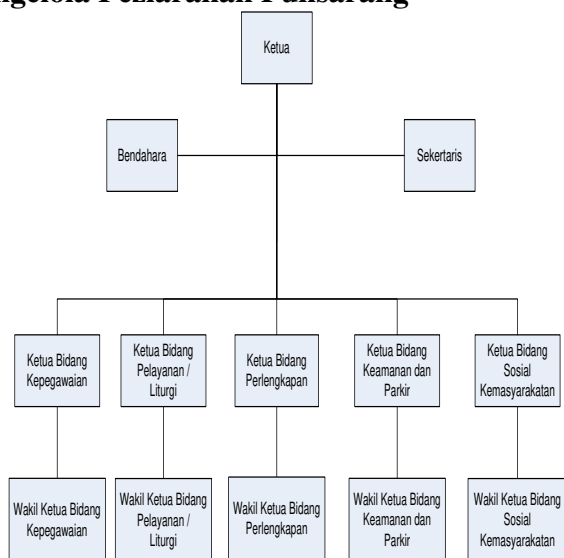 Ketua
Bendahara
Sekertaris
Ketua Bidang
Kepegawaian
Ketua Bidang
Pelayanan /
Liturgi
Ketua Bidang
Perlengkapan
Ketua Bidang
Keamanan dan
Parkir
Ketua Bidang
Sosial
Kemasyarakatan
Wakil Ketua Bidang
Kepegawaian
Wakil Ketua Bidang
Pelayanan /
Liturgi
Wakil Ketua Bidang
Perlengkapan
Wakil Ketua Bidang
Keamanan dan
Parkir
Wakil Ketua Bidang
Sosial
Kemasyarakatan